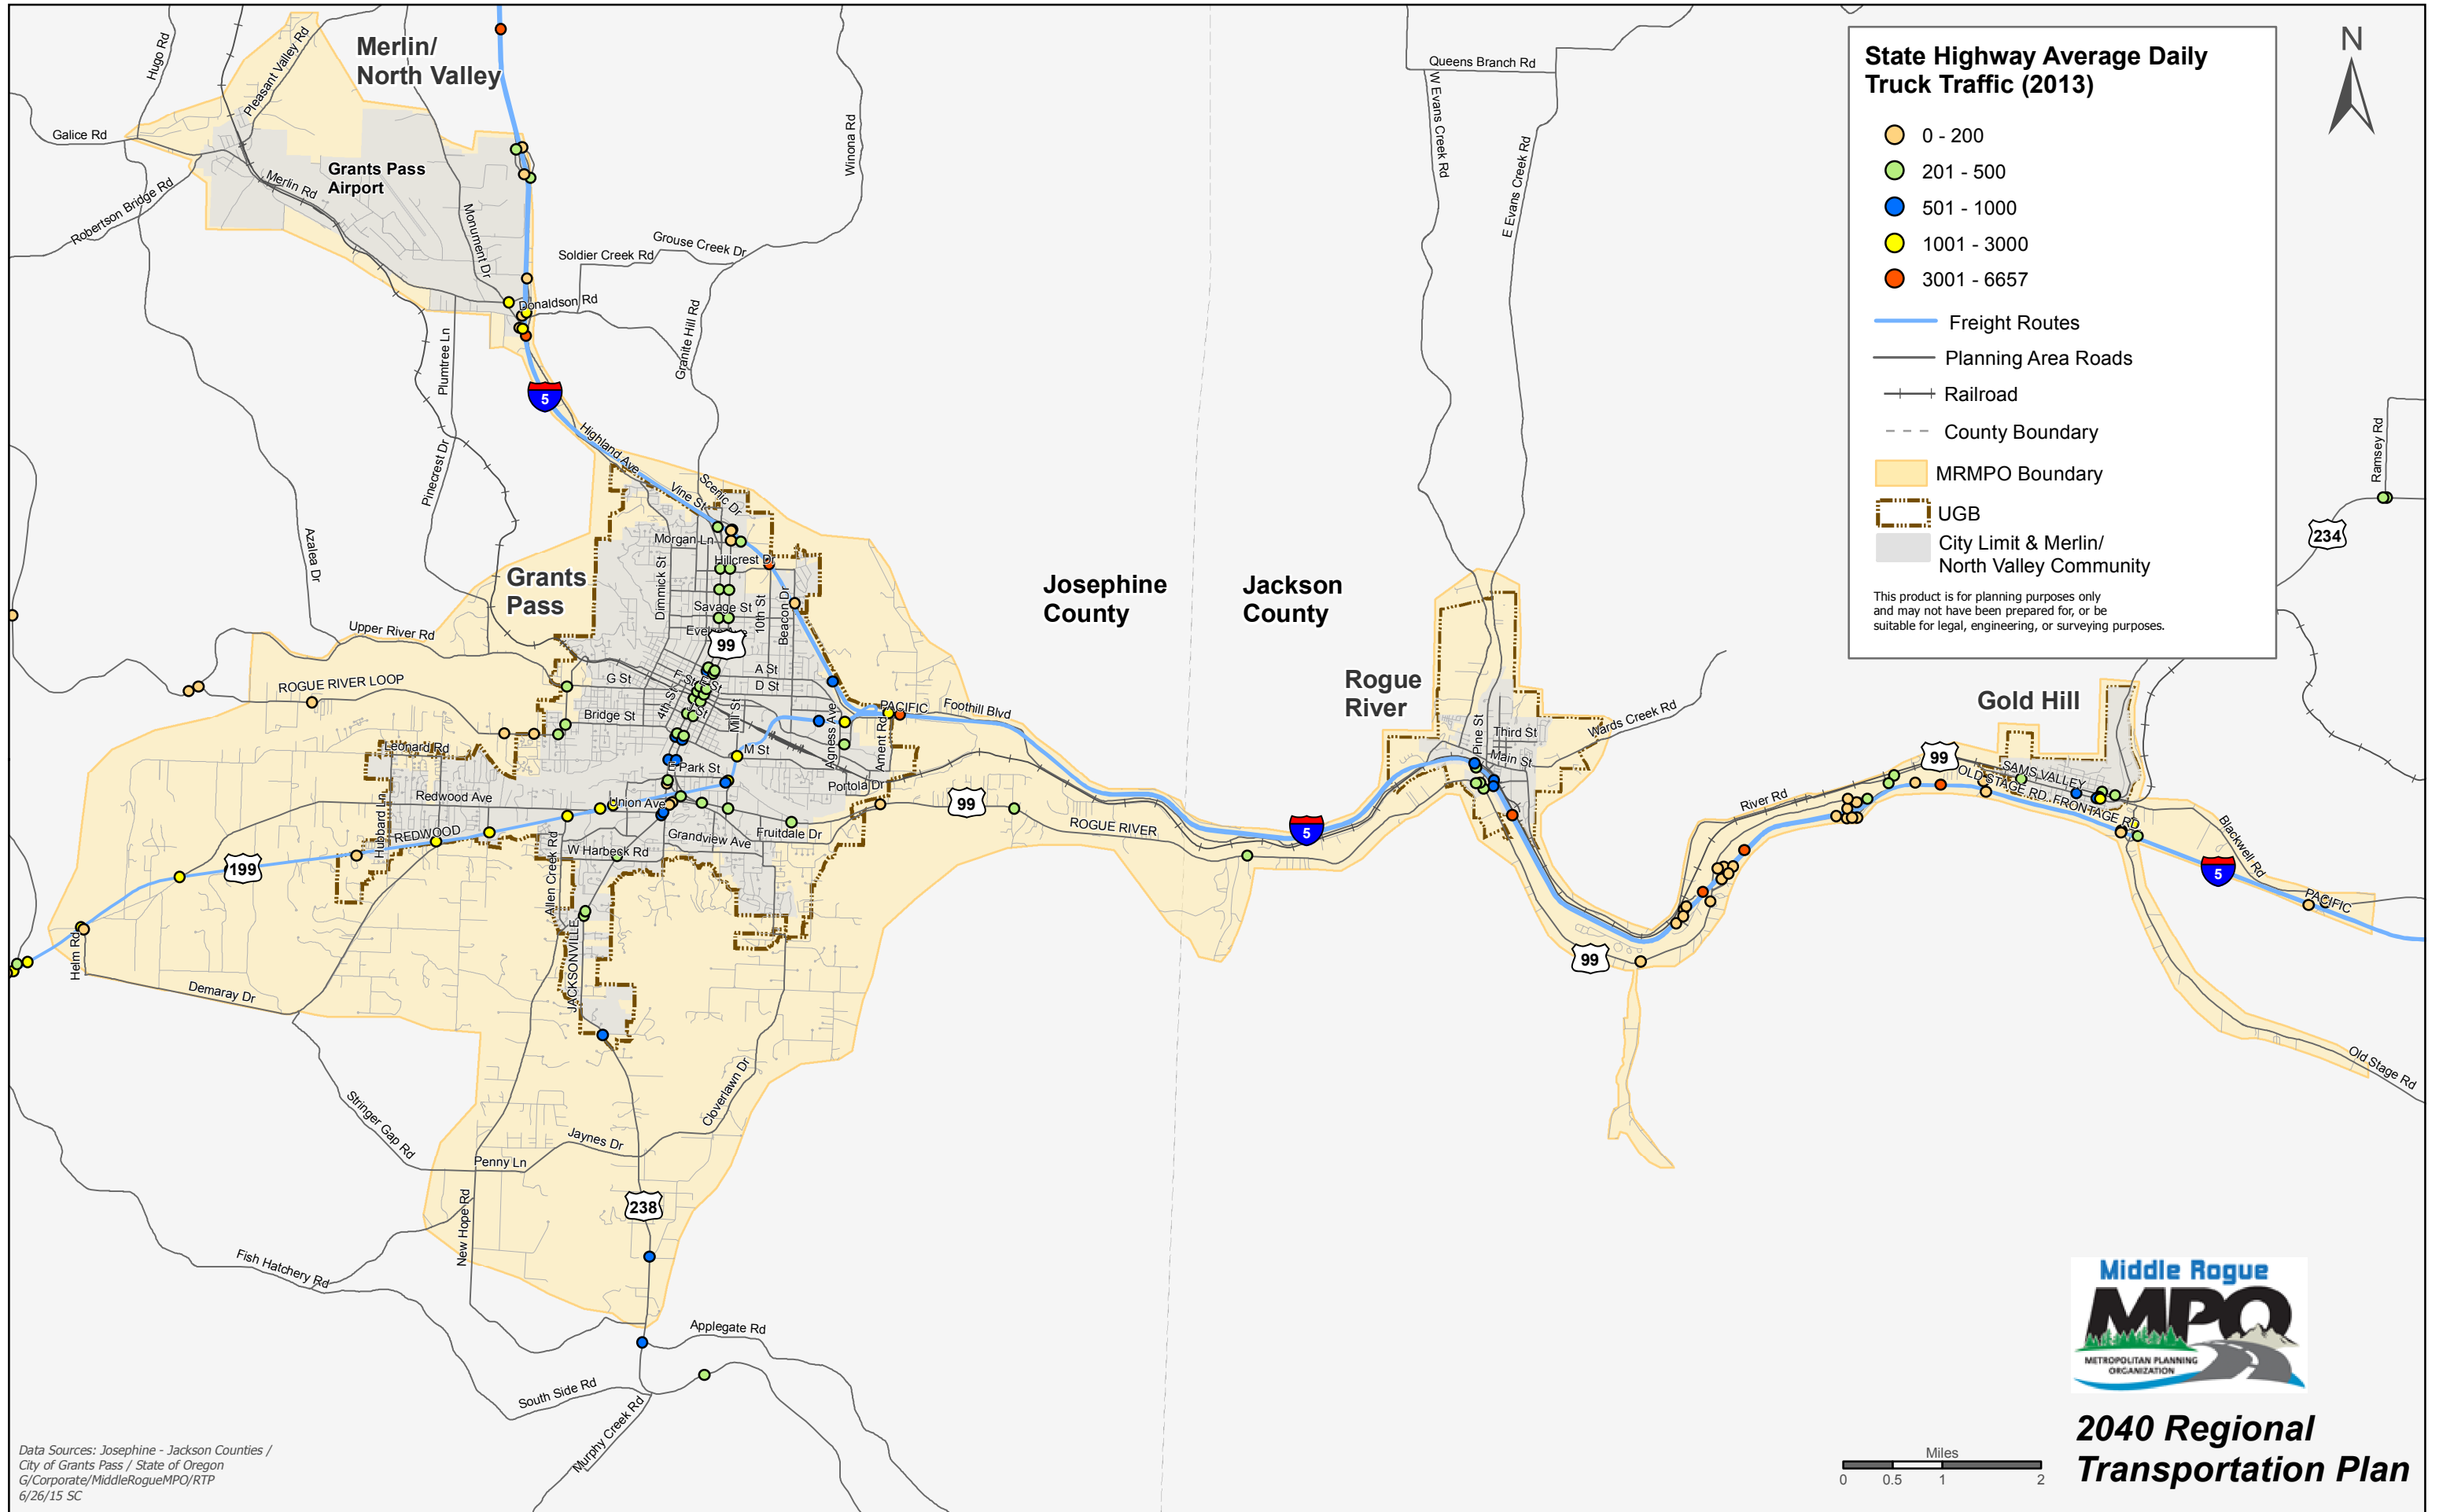 Merlin/
North Valley
Hugo Rd
Pleasant Valley Rd
Galice Rd
Grants Pass
Airport
Merlin Rd
Robertson Bridge Rd
Monument Dr
Winona Rd
Soldier Creek Rd
Grouse Creek Dr
Donaldson Rd
Granite Hill Rd
Plumtree Ln
Pinecrest Dr
5
Highland Ave
Vine St
Scenic Dr
Azalea Dr
Grants
Pass
Morgan Ln
Hillcrest Dr
Dimmick St
Savage St
10th St
Beacon Dr
99
Upper River Rd
ROGUE RIVER LOOP
G St
A St
D St
4th St
Bridge St
Mill St
M St
Agness Ave
Ament Rd
PACIFIC
Foothill Blvd
Leonard Rd
Park St
Portola Dr
Redwood Ave
Union Ave
Hubbard Ln
REDWOOD
Grandview Ave
Fruitdale Dr
W Harbeck Rd
Allen Creek Rd
199
99
ROGUE RIVER
Helm Rd
Demaray Dr
JACKSONVILLE
Cloverlawn Dr
Stringer Gap Rd
Jaynes Dr
Penny Ln
New Hope Rd
238
Fish Hatchery Rd
Applegate Rd
South Side Rd
Murphy Creek Rd
Josephine
County
Jackson
County
Queens Branch Rd
W Evans Creek Rd
E Evans Creek Rd
Rogue
River
Pine St
Third St
Main St
Wards Creek Rd
5
99
River Rd
99
Gold Hill
SAMS VALLEY
OLD STAGE RD. FRONTAGE RD
Blackwell Rd
5
PACIFIC
Old Stage Rd
Ramsey Rd
234
N
State Highway Average Daily
Truck Traffic (2013)
0 - 200
201 - 500
501 - 1000
1001 - 3000
3001 - 6657
Freight Routes
Planning Area Roads
Railroad
County Boundary
MRMPO Boundary
UGB
City Limit & Merlin/
North Valley Community
This product is for planning purposes only
and may not have been prepared for, or be
suitable for legal, engineering, or surveying purposes.
Middle Rogue
MPO
METROPOLITAN PLANNING
ORGANIZATION
2040 Regional
Transportation Plan
Miles
0 0.5 1 2
Data Sources: Josephine - Jackson Counties /
City of Grants Pass / State of Oregon
G/Corporate/MiddleRogueMPO/RTP
6/26/15 SC